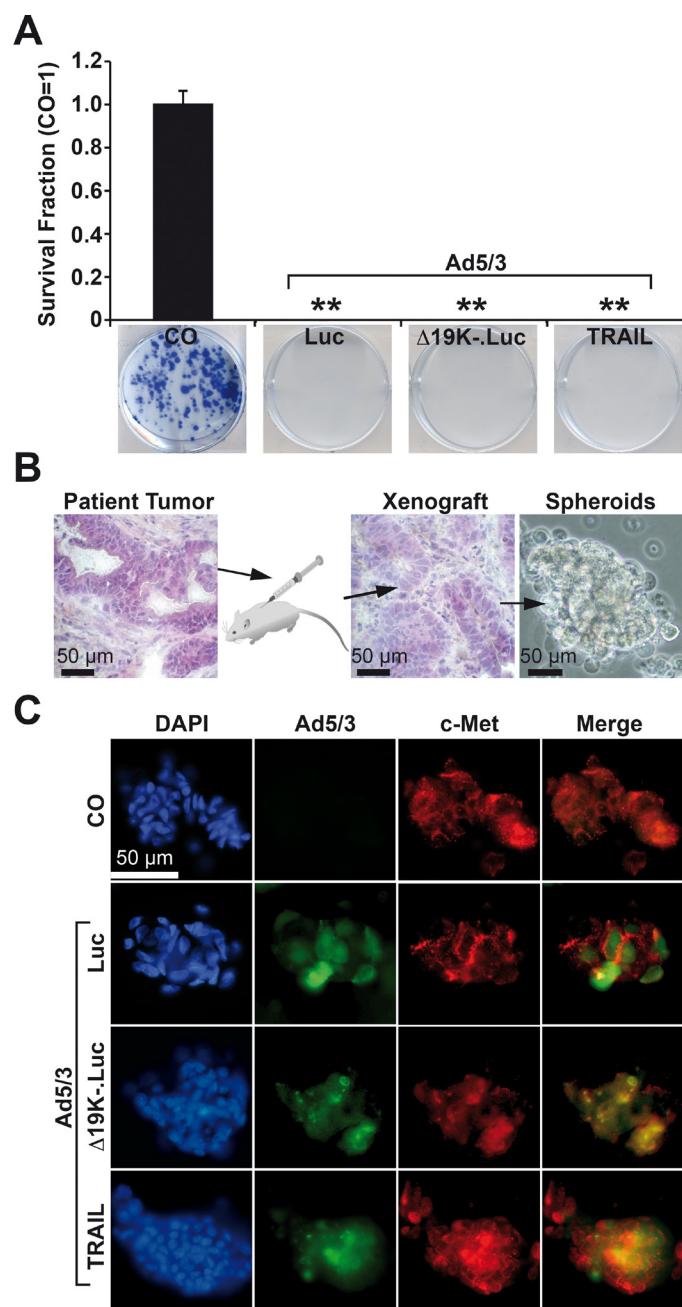 A
Survival Fraction (CO=1)
1.2
1.0
0.8
0.6
0.4
0.2
0
Ad5/3
** ** **
CO Luc Δ19K-.Luc TRAIL
B
Patient Tumor Xenograft Spheroids
50 µm 50 µm 50 µm
C
DAPI Ad5/3 c-Met Merge
CO
50 µm
Ad5/3
Luc
Δ19K-.Luc
TRAIL